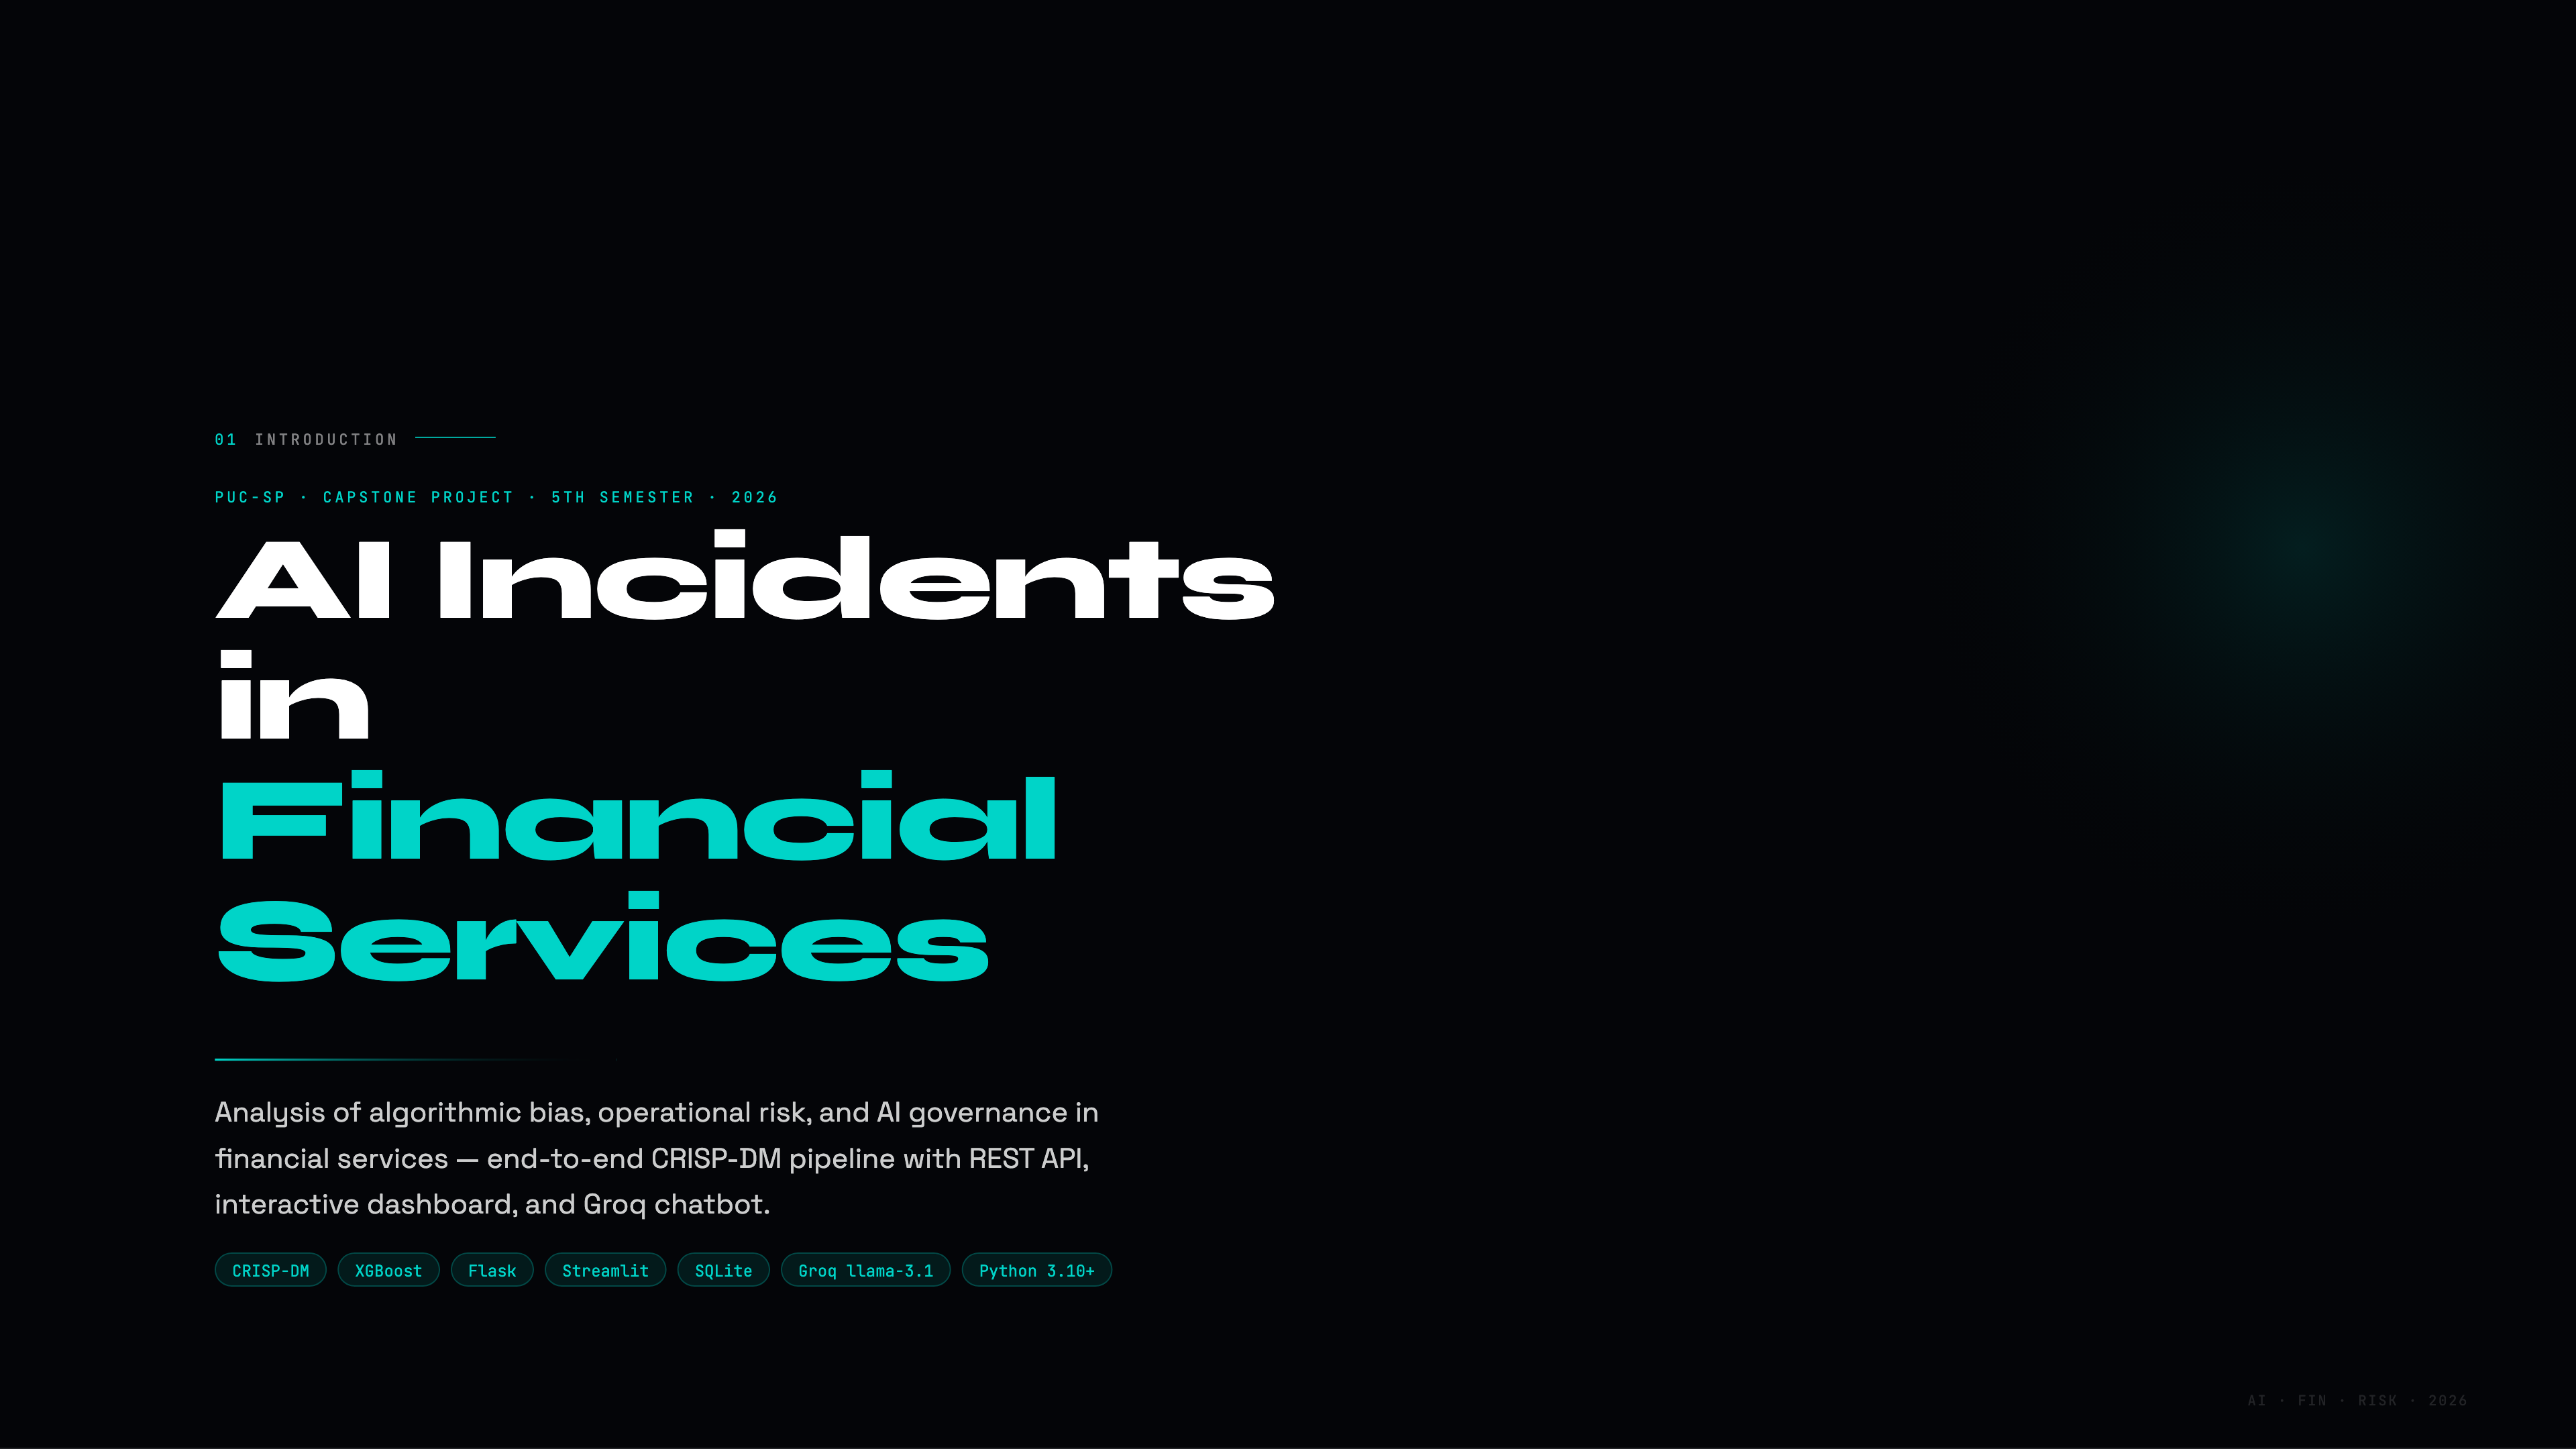 01 INTRODUCTION
PUC-SP · CAPSTONE PROJECT · 5TH SEMESTER · 2026
AI Incidents
in
Financial
Services
Analysis of algorithmic bias, operational risk, and AI governance in
financial services — end-to-end CRISP-DM pipeline with REST API,
interactive dashboard, and Groq chatbot.
CRISP-DM XGBoost Flask Streamlit SQLite Groq llama-3.1 Python 3.10+
AI · FIN · RISK · 2026